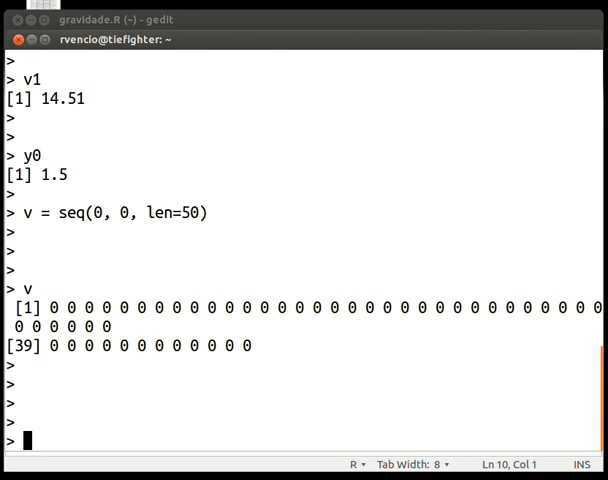 gravidade.R (~) - gedit
rvencio@tiefighter: ~
>
> v1
[1] 14.51
>
>
> y0
[1] 1.5
>
> v = seq(0, 0, len=50)
>
>
>
> v
[1] 0 0 0 0 0 0 0 0 0 0 0 0 0 0 0 0 0 0 0 0 0 0 0 0 0 0 0 0 0 0 0 0
0 0 0 0 0 0
[39] 0 0 0 0 0 0 0 0 0 0 0 0
>
>
>
>
>
R Tab Width: 8 Ln 10, Col 1 INS